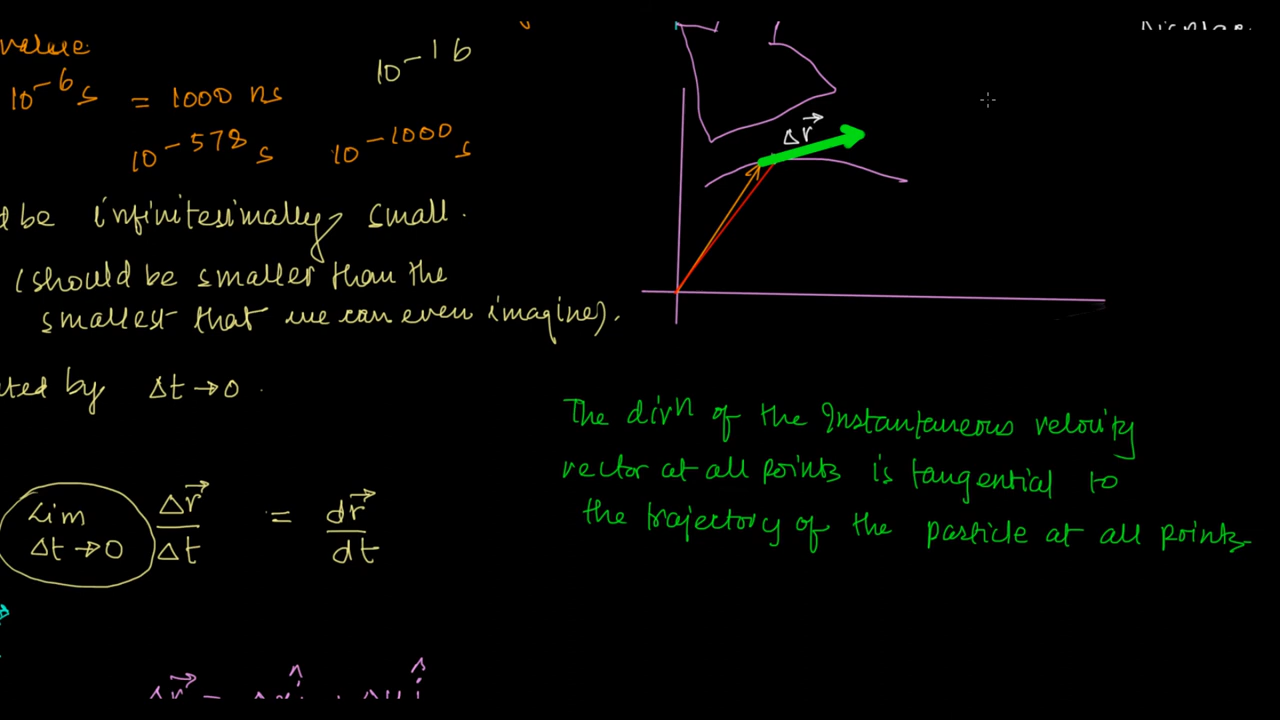 value
10⁻⁶s = 1000 ns
10⁻¹⁶
10⁻⁵⁷⁸ s 10⁻¹⁰⁰⁰ s
d be infinitesimally small.
(should be smaller than the
smallest that we can even imagine).
ted by Δt → 0.
Lim Δt → 0 Δr⃗/Δt = dr⃗/dt
Δr⃗
The dirⁿ of the Instantaneous velocity
vector at all points is tangential to
the trajectory of the particle at all points